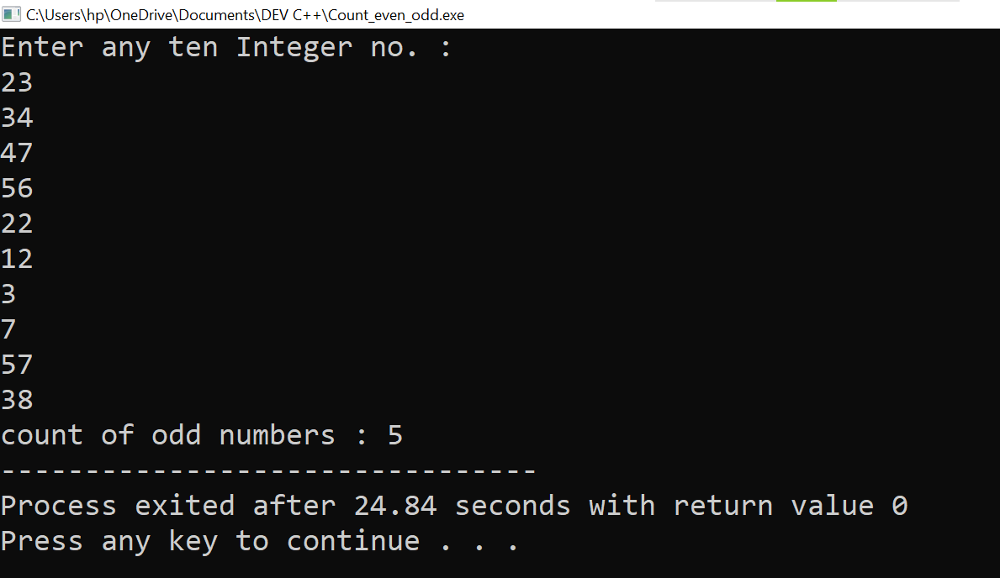 C:\Users\hp\OneDrive\Documents\DEV C++\Count_even_odd.exe
Enter any ten Integer no. :
23
34
47
56
22
12
3
7
57
38
count of odd numbers : 5
--------------------------------
Process exited after 24.84 seconds with return value 0
Press any key to continue . . .